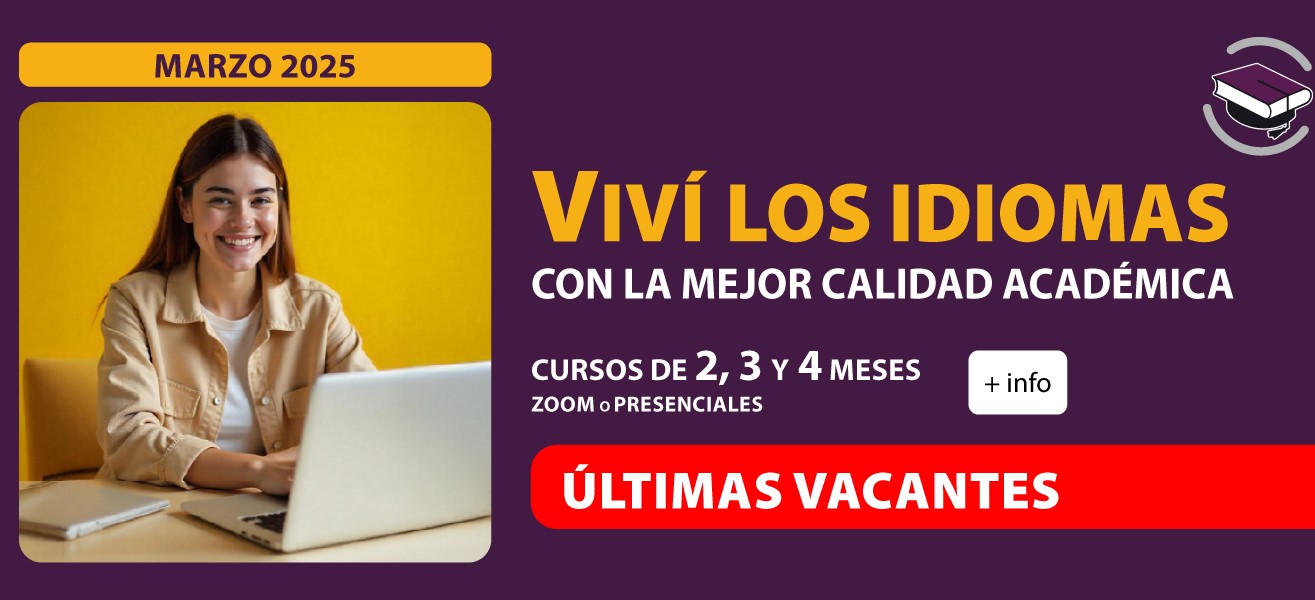 MARZO 2025
VIVÍ LOS IDIOMAS
CON LA MEJOR CALIDAD ACADÉMICA
CURSOS DE 2, 3 Y 4 MESES
+ info
ZOOM o PRESENCIALES
ÚLTIMAS VACANTES